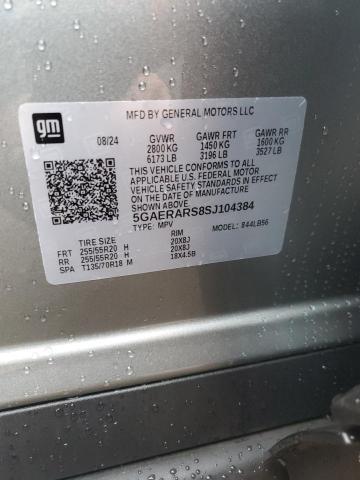 MFD BY GENERAL MOTORS LLC
gm
08/24 GVWR GAWR FRT GAWR RR
2800 KG 1450 KG 1600 KG
6173 LB 3196 LB 3527 LB
THIS VEHICLE CONFORMS TO ALL APPLICABLE U.S. FEDERAL MOTOR
VEHICLE SAFETY
STANDARDS IN EFFECT ON THE DATE OF
MANUFACTURE SHOWN ABOVE.
5GAERARS8SJ104384
TYPE: MPV MODEL: 844LB56
TIRE SIZE RIM
FRT 255/55R20 H 20X8J
RR 255/55R20 H 20X8J
SPA T135/70R18 M 18X4.5B